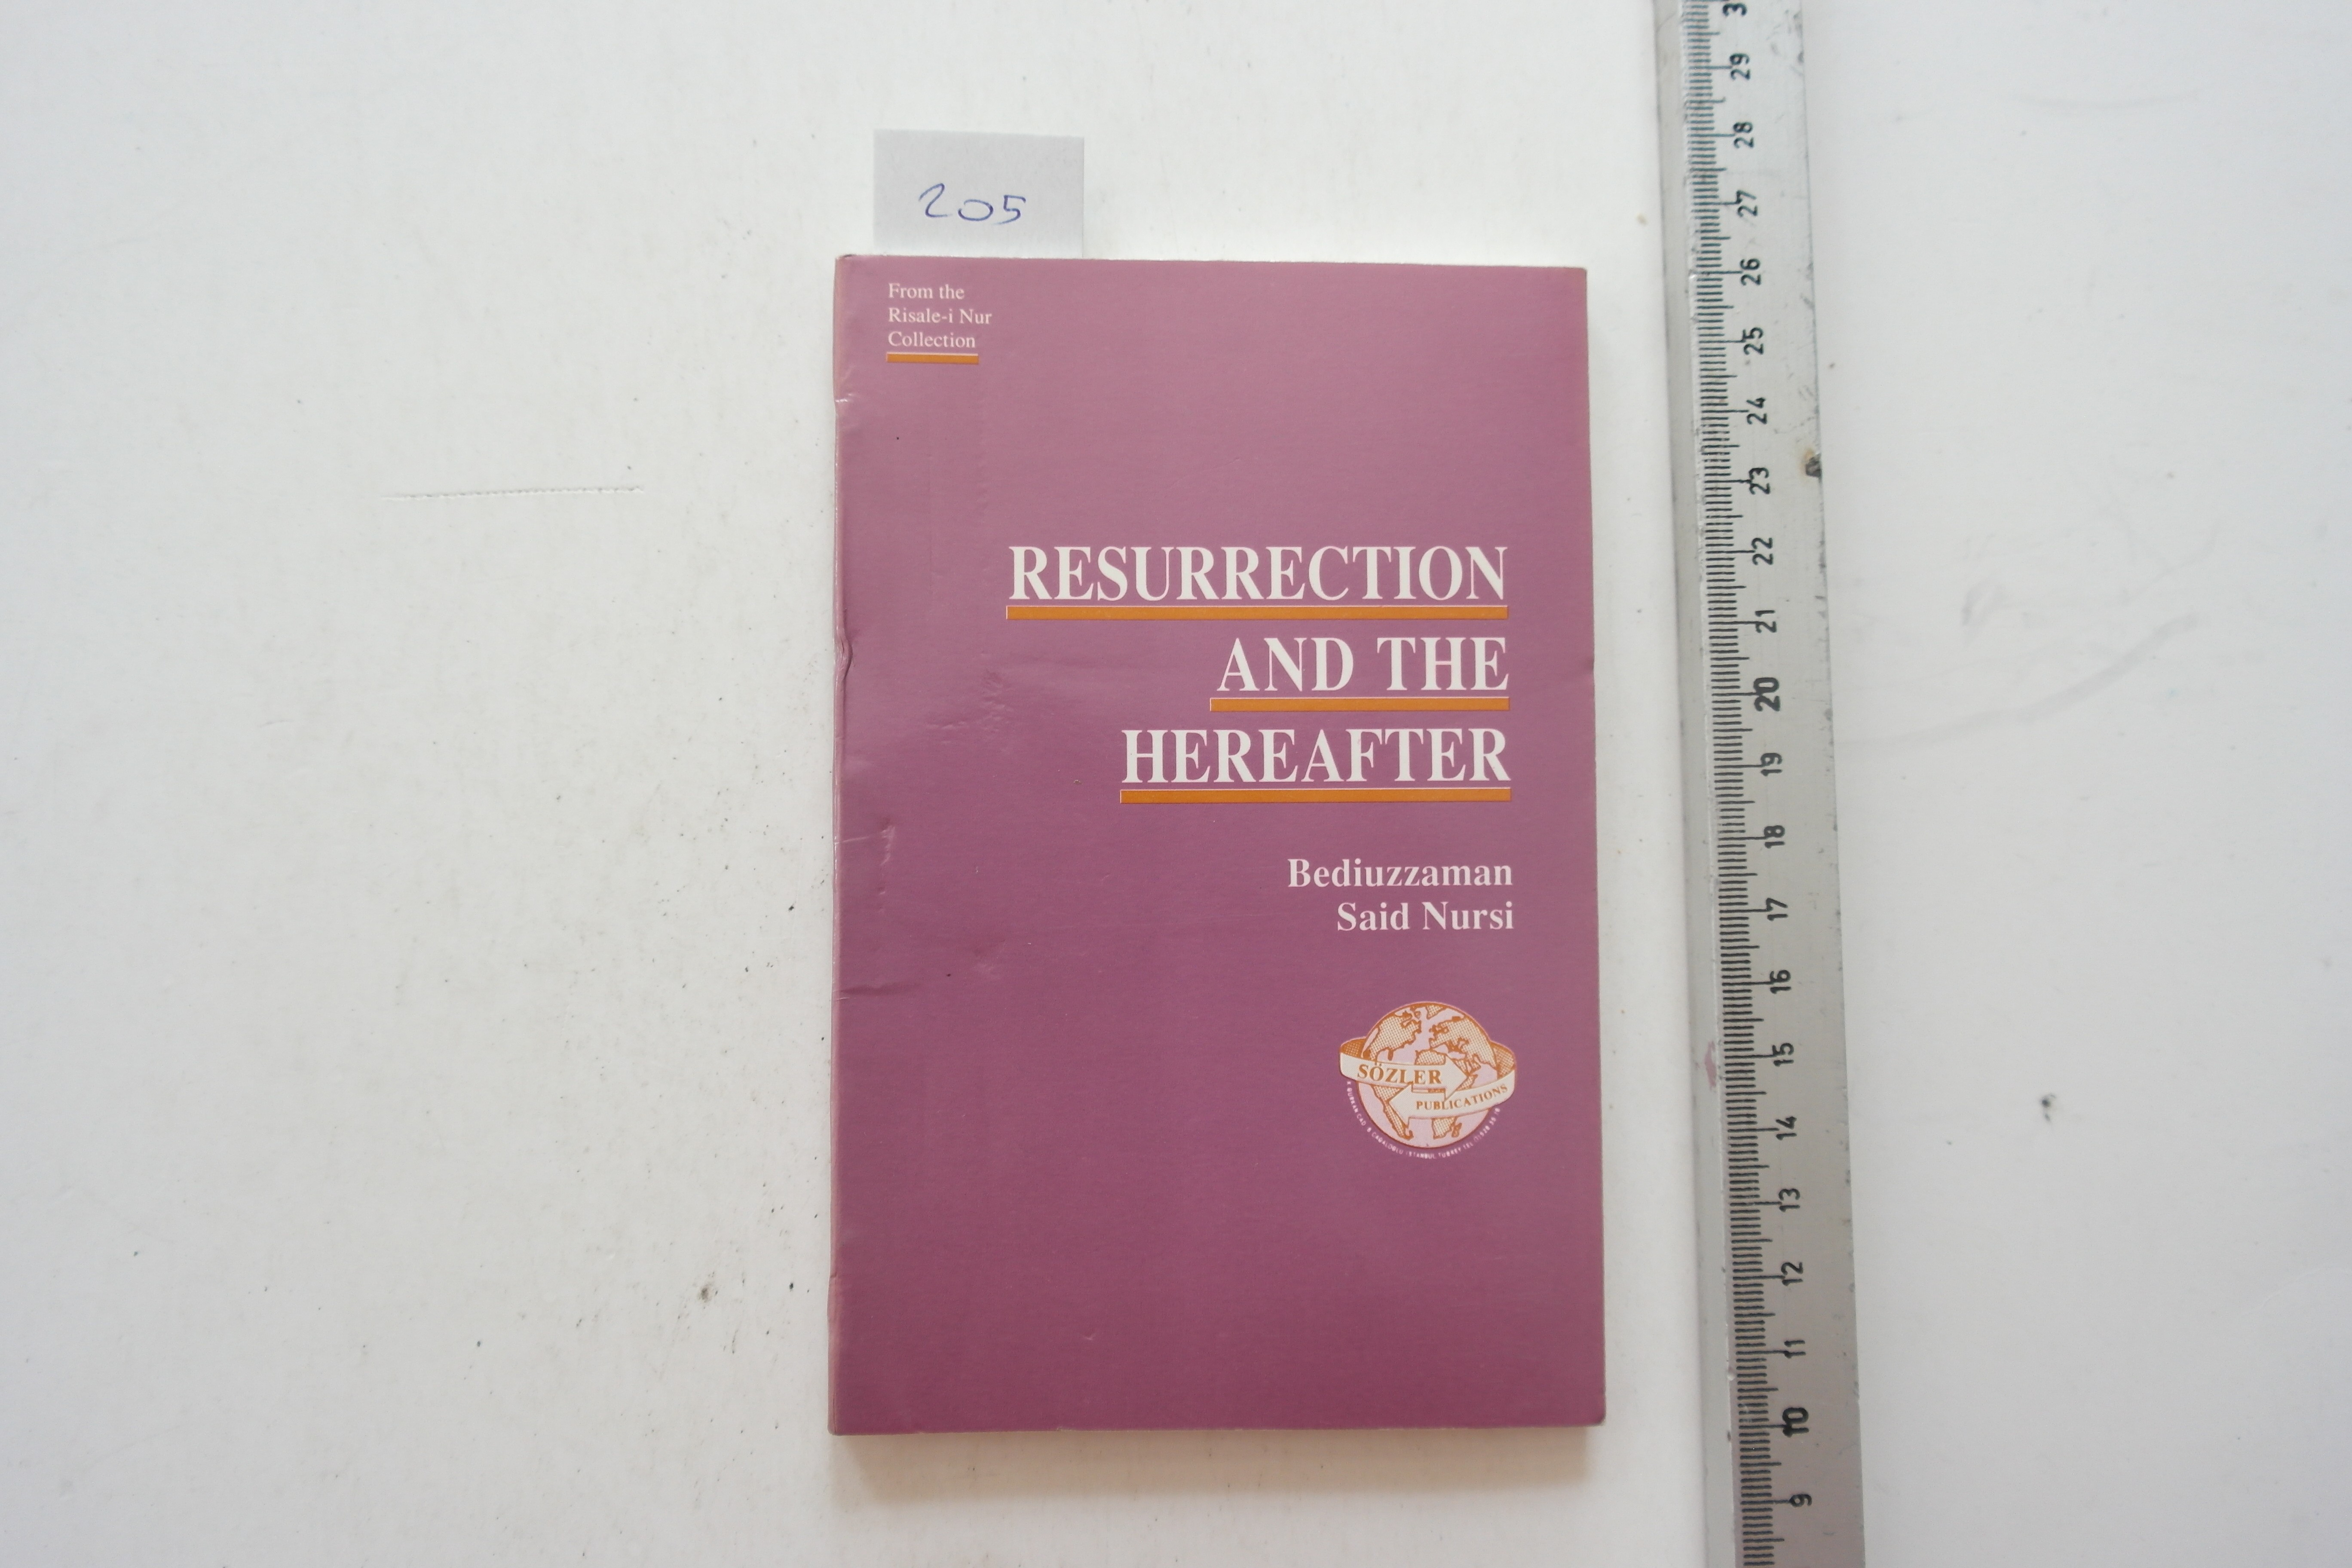 205
From the
Risale-i Nur
Collection
RESURRECTION
AND THE
HEREAFTER
Bediuzzaman
Said Nursi
SÖZLER
PUBLICATIONS
29
28
27
26
25
24
23
22
21
20
19
18
17
16
15
14
13
12
11
10
9